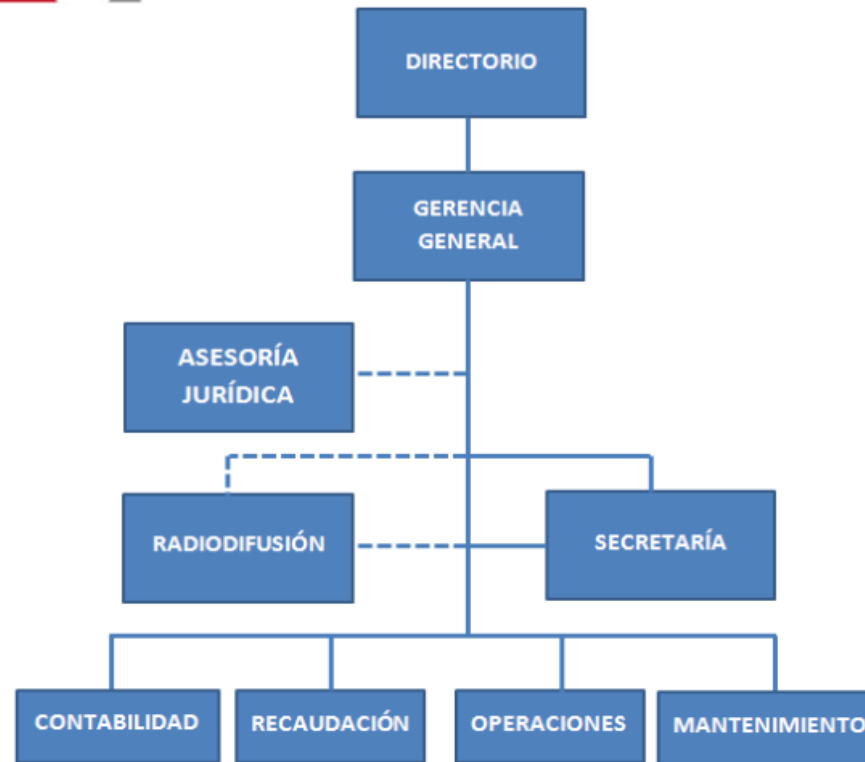 DIRECTORIO
GERENCIA
GENERAL
ASESORÍA
JURÍDICA
RADIODIFUSIÓN
SECRETARÍA
CONTABILIDAD
RECAUDACIÓN
OPERACIONES
MANTENIMIENTO